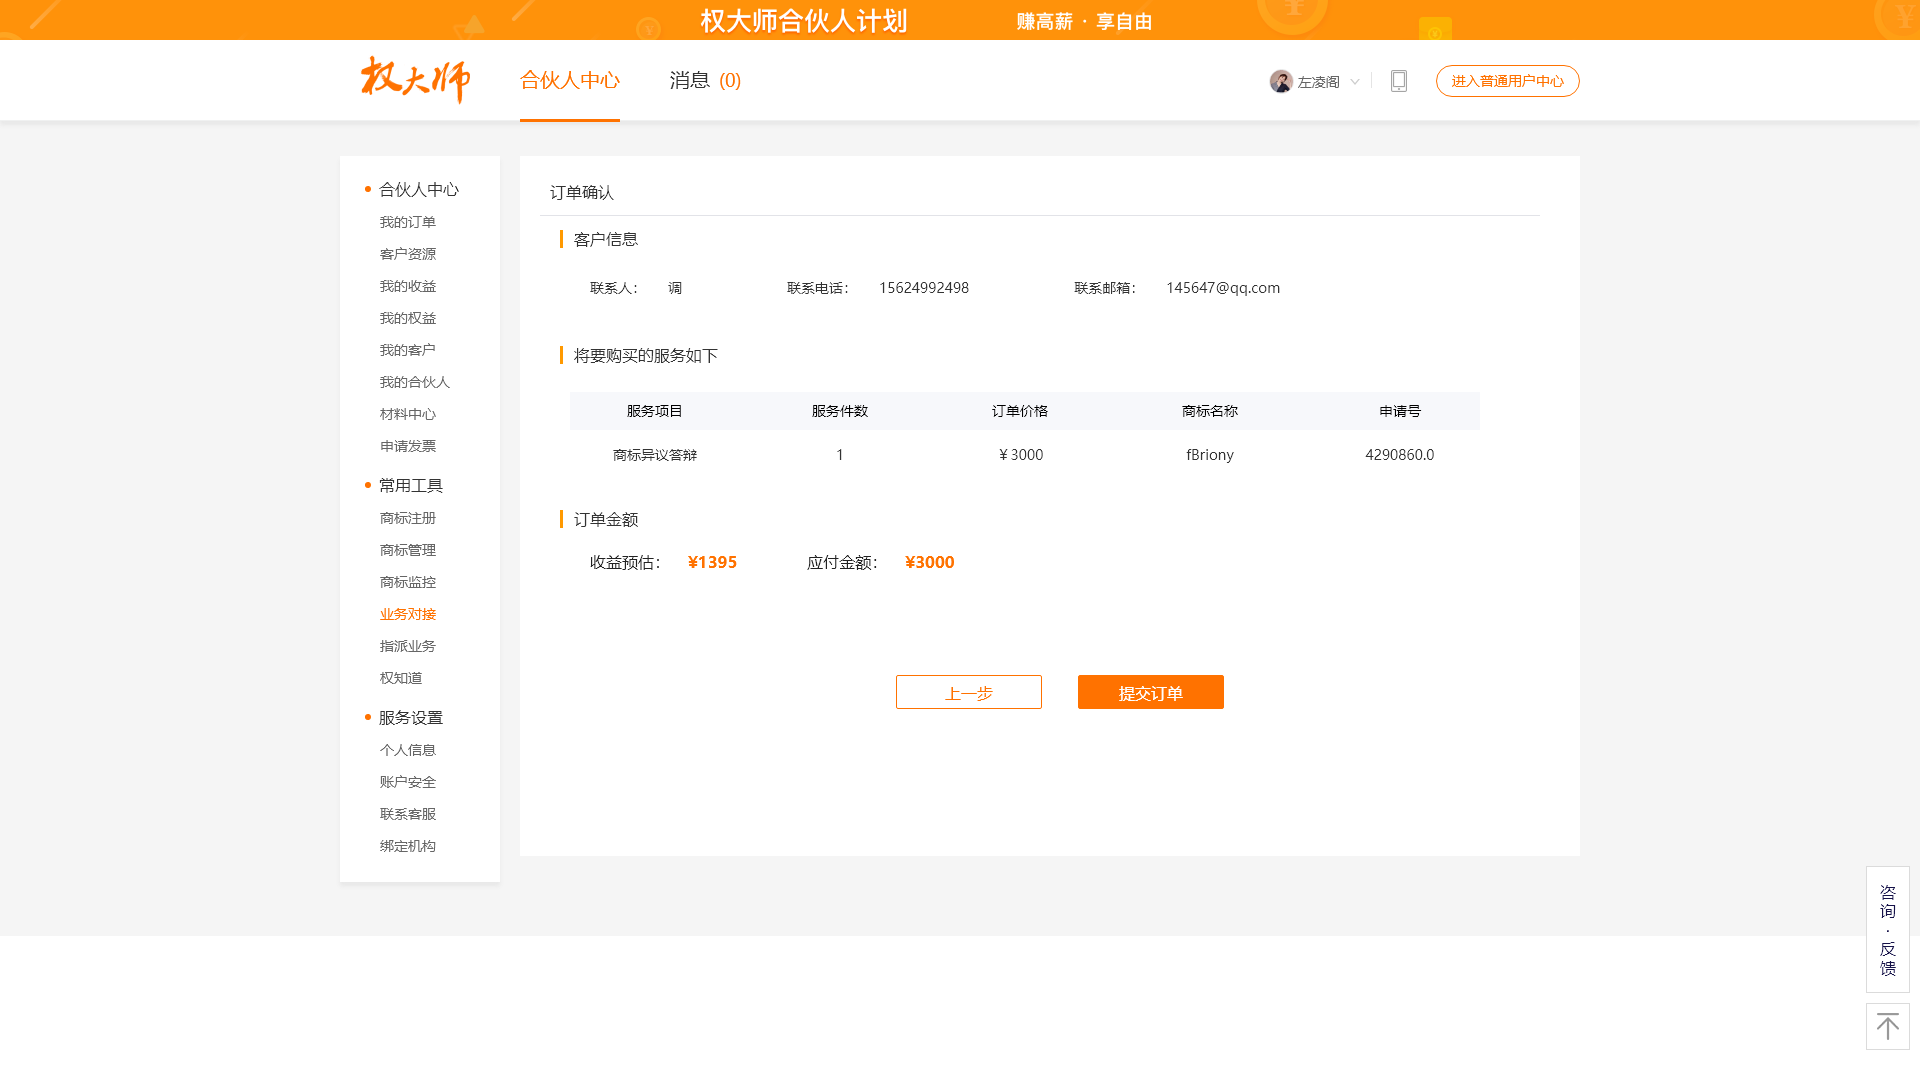 权大师合伙人计划 赚高薪 · 享自由
权大师 合伙人中心 消息 (0) 左凌阁 进入普通用户中心
合伙人中心
我的订单
客户资源
我的收益
我的权益
我的客户
我的合伙人
材料中心
申请发票
常用工具
商标注册
商标管理
商标监控
业务对接
指派业务
权知道
服务设置
个人信息
账户安全
联系客服
绑定机构
订单确认
客户信息
联系人： 调 联系电话： 15624992498 联系邮箱： 145647@qq.com
将要购买的服务如下
服务项目 服务件数 订单价格 商标名称 申请号
商标异议答辩 1 ¥ 3000 fBriony 4290860.0
订单金额
收益预估： ¥1395 应付金额： ¥3000
上一步 提交订单
咨询·反馈